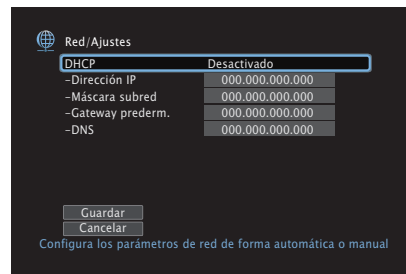 Red/Ajustes
DHCP Desactivado
-Dirección IP 000.000.000.000
-Máscara subred 000.000.000.000
-Gateway prederm. 000.000.000.000
-DNS 000.000.000.000
Guardar
Cancelar
Configura los parámetros de red de forma automática o manual